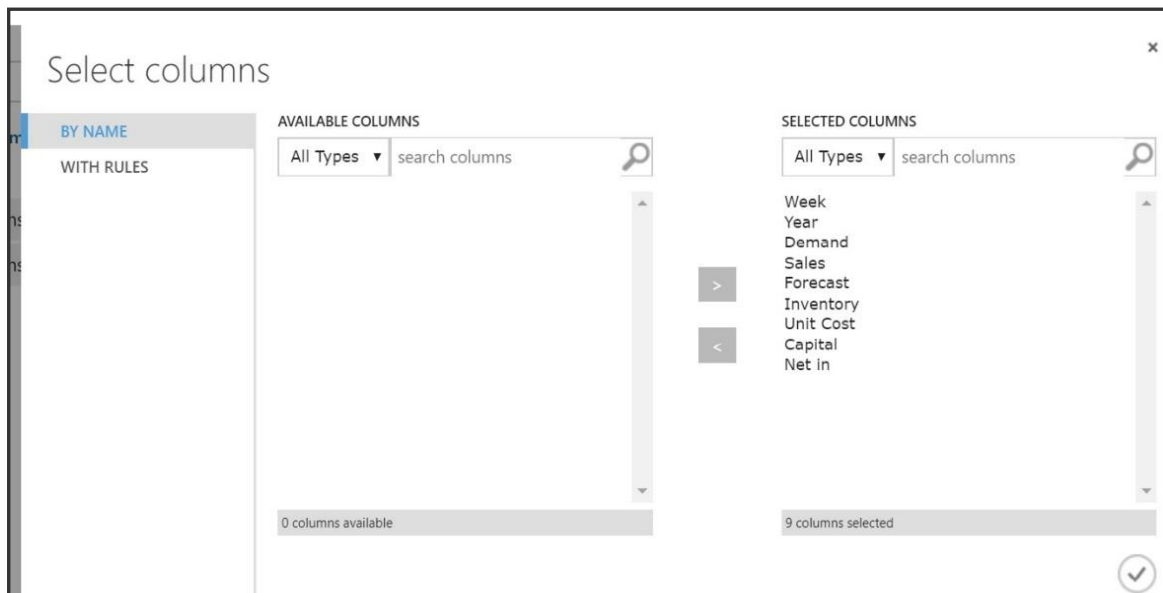 Select columns
BY NAME
WITH RULES
AVAILABLE COLUMNS
All Types ▼ search columns
0 columns available
>
<
SELECTED COLUMNS
All Types ▼ search columns
Week
Year
Demand
Sales
Forecast
Inventory
Unit Cost
Capital
Net in
9 columns selected